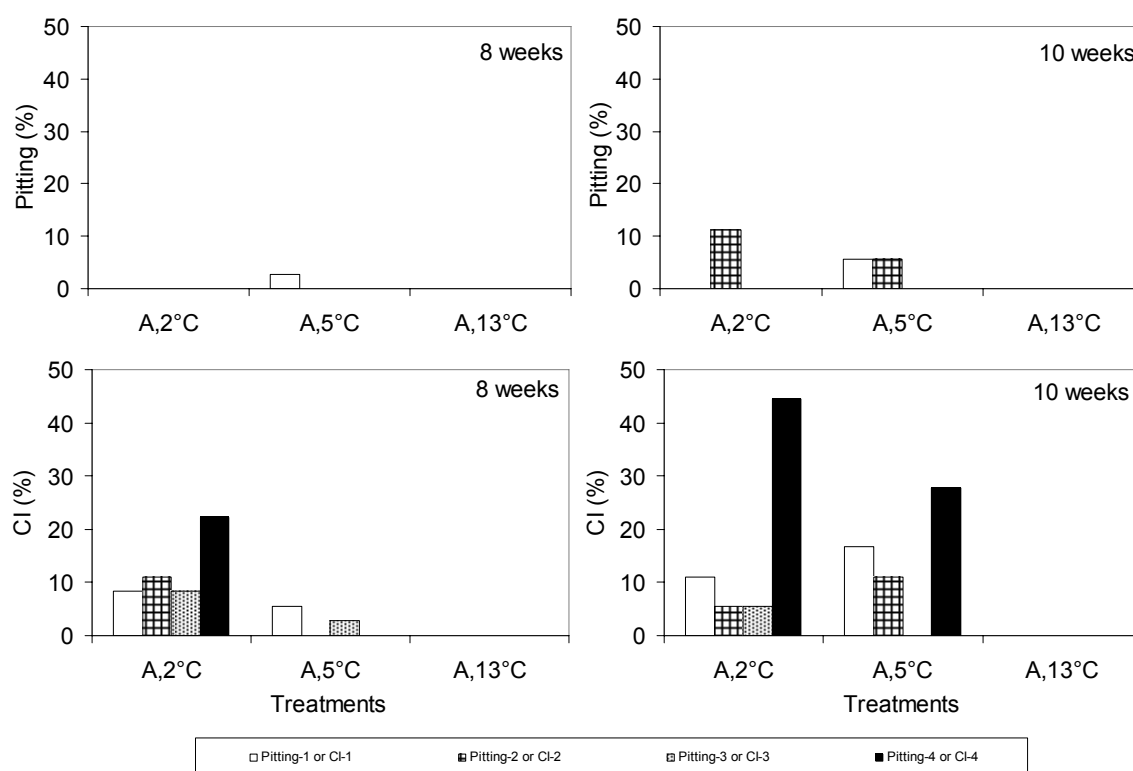 8 weeks
50
40
30
20
10
0
Pitting (%)
A,2°C
A,5°C
A,13°C
10 weeks
50
40
30
20
10
0
Pitting (%)
A,2°C
A,5°C
A,13°C
8 weeks
50
40
30
20
10
0
CI (%)
A,2°C
A,5°C
A,13°C
Treatments
10 weeks
50
40
30
20
10
0
CI (%)
A,2°C
A,5°C
A,13°C
Treatments
Pitting-1 or CI-1
Pitting-2 or CI-2
Pitting-3 or CI-3
Pitting-4 or CI-4